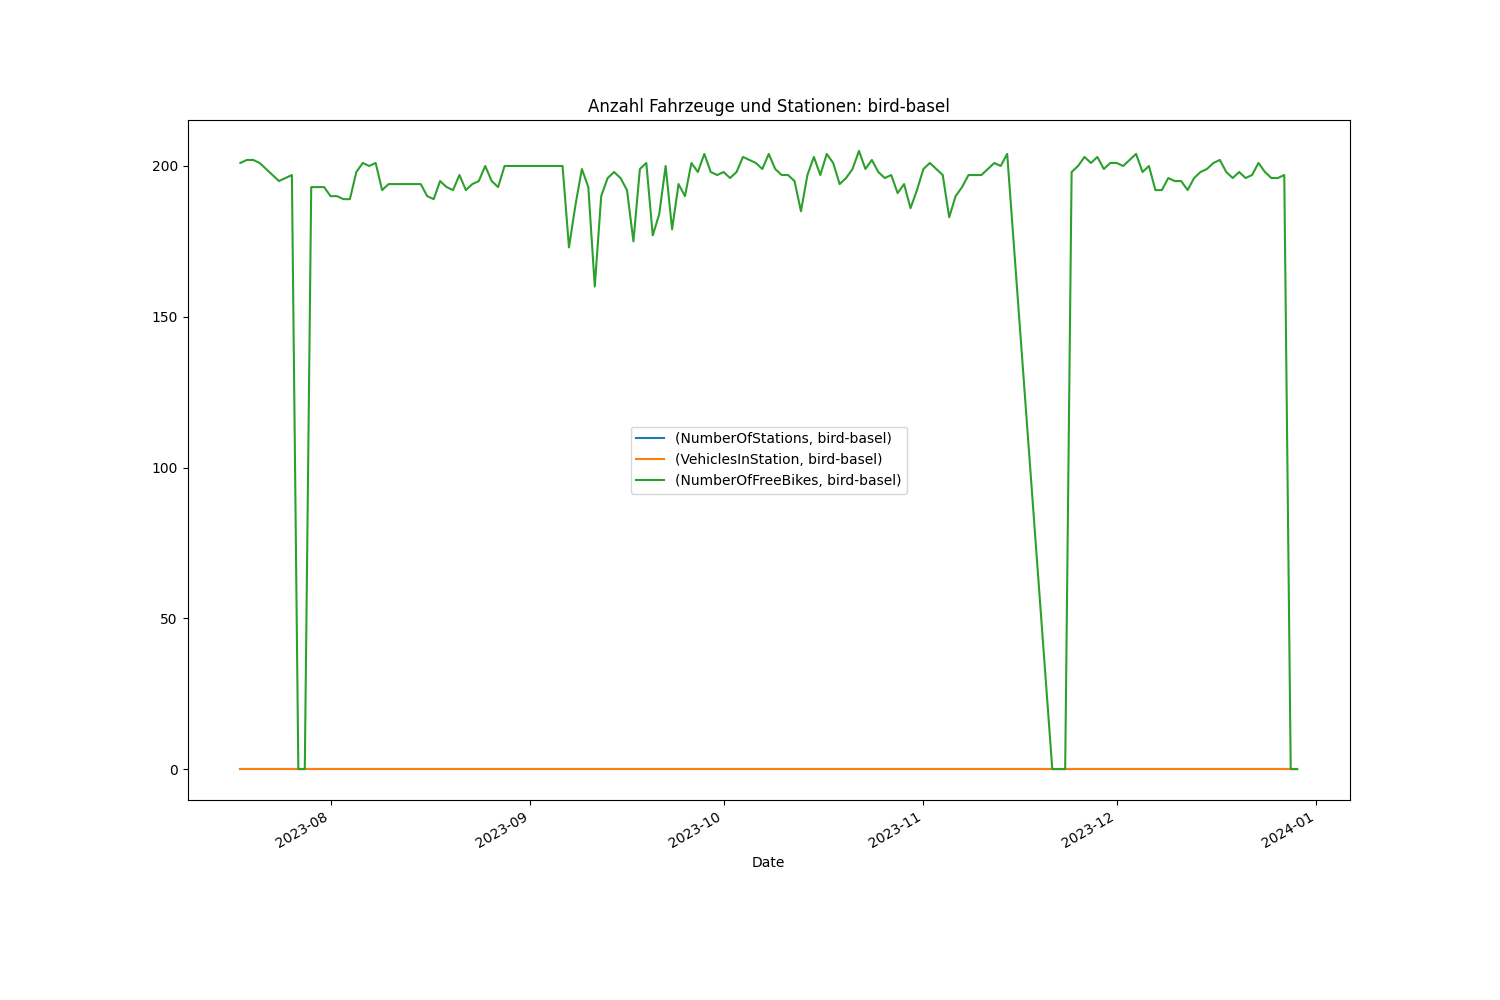 Anzahl Fahrzeuge und Stationen: bird-basel
200
150
100
50
0
(NumberOfStations, bird-basel)
(VehiclesInStation, bird-basel)
(NumberOfFreeBikes, bird-basel)
2023-08
2023-09
2023-10
2023-11
2023-12
2024-01
Date